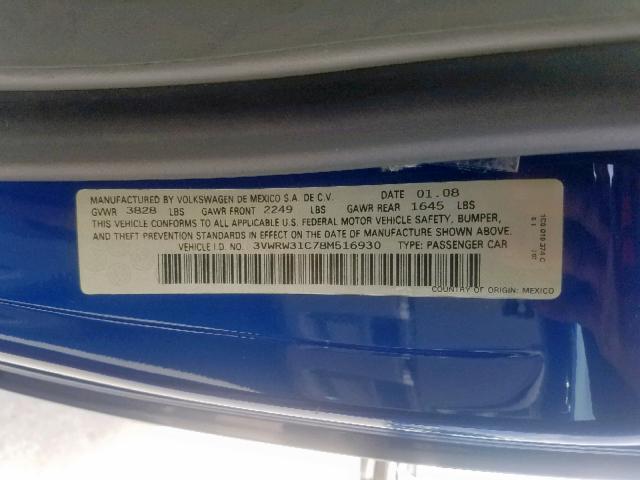 MANUFACTURED BY VOLKSWAGEN DE MEXICO S.A. DE C.V. DATE 01.08
GVWR 3828 LBS GAWR FRONT 2249 LBS GAWR REAR 1645 LBS
THIS VEHICLE CONFORMS TO ALL APPLICABLE U.S. FEDERAL MOTOR VEHICLE SAFETY, BUMPER,
AND THEFT PREVENTION STANDARDS IN EFFECT ON THE DATE OF MANUFACTURE SHOWN ABOVE.
VEHICLE I.D. NO. 3VWRW31C78M516930 TYPE: PASSENGER CAR
COUNTRY OF ORIGIN: MEXICO